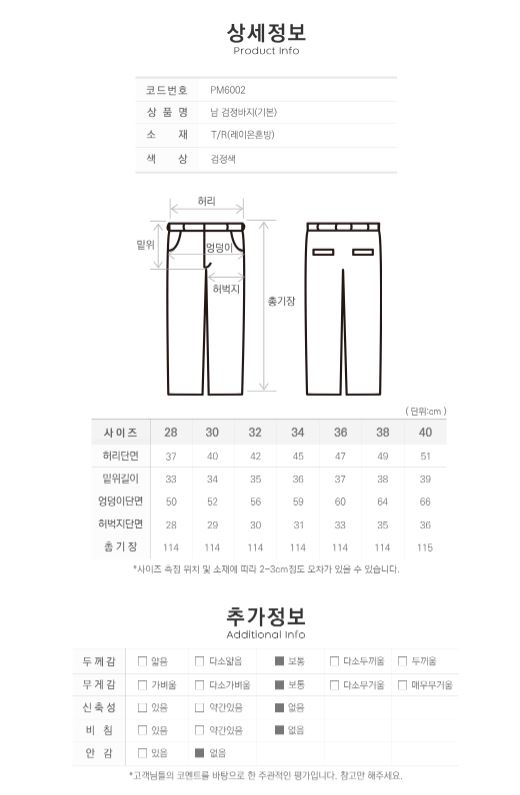 상세정보
Product Info
코드번호 PM6002
상 품 명 남 검정바지(기본)
소 재 T/R(레이온혼방)
색 상 검정색
허리
밑위
엉덩이
허벅지
총기장
( 단위:cm )
사이즈 28 30 32 34 36 38 40
허리단면 37 40 42 45 47 49 51
밑위길이 33 34 35 36 37 38 39
엉덩이단면 50 52 56 59 60 64 66
허벅지단면 28 29 30 31 33 35 36
총 기 장 114 114 114 114 114 114 115
*사이즈 측정 위치 및 소재에 따라 2-3cm정도 오차가 있을 수 있습니다.
추가정보
Additional Info
두께감 얇음 다소얇음 보통 다소두꺼움 두꺼움
무게감 가벼움 다소가벼움 보통 다소무거움 매우무거움
신축성 있음 약간있음 없음
비 침 있음 약간있음 없음
안 감 있음 없음
*고객님들의 코멘트를 바탕으로 한 주관적인 평가입니다. 참고만 해주세요.